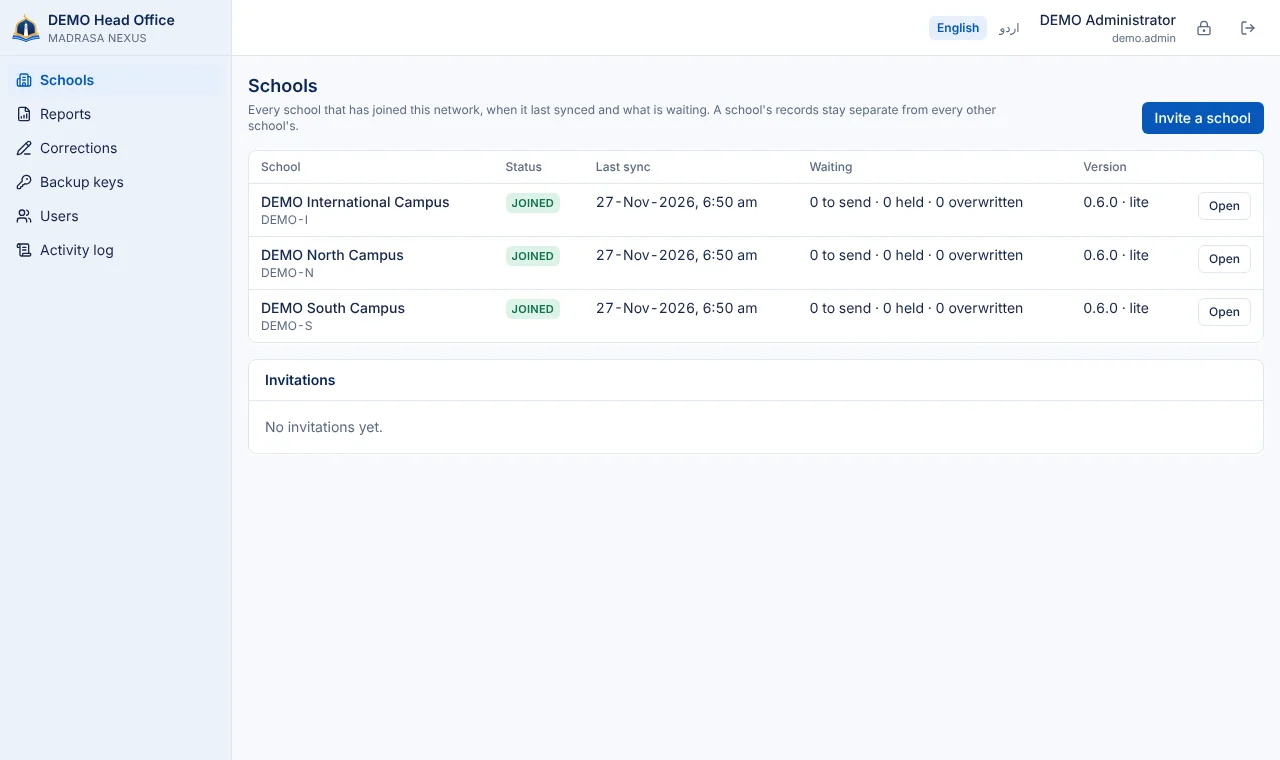 DEMO Head Office
MADRASA NEXUS
English
اردو
DEMO Administrator
demo.admin
Schools
Reports
Corrections
Backup keys
Users
Activity log
Schools
Every school that has joined this network, when it last synced and what is waiting. A school's records stay separate from every other
school's.
Invite a school
School Status Last sync Waiting Version
DEMO International Campus JOINED 27-Nov-2026, 6:50 am 0 to send · 0 held · 0 overwritten 0.6.0 · lite Open
DEMO-I
DEMO North Campus JOINED 27-Nov-2026, 6:50 am 0 to send · 0 held · 0 overwritten 0.6.0 · lite Open
DEMO-N
DEMO South Campus JOINED 27-Nov-2026, 6:50 am 0 to send · 0 held · 0 overwritten 0.6.0 · lite Open
DEMO-S
Invitations
No invitations yet.